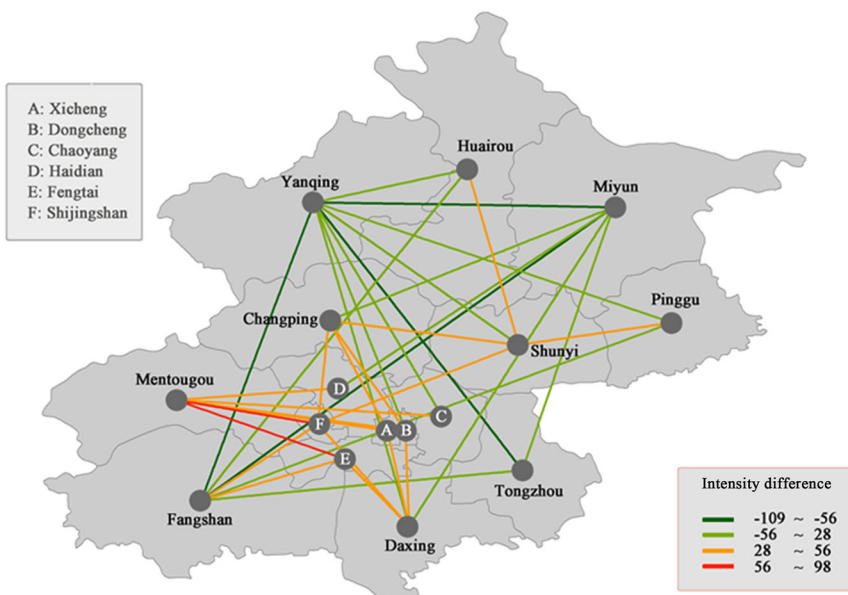 A: Xicheng
B: Dongcheng
C: Chaoyang
D: Haidian
E: Fengtai
F: Shijingshan
Huairou
Yanqing
Miyun
Pinggu
Changping
Shunyi
Mentougou
D
F
A
B
C
E
Tongzhou
Fangshan
Daxing
Intensity difference
-109 ~ -56
-56 ~ 28
28 ~ 56
56 ~ 98